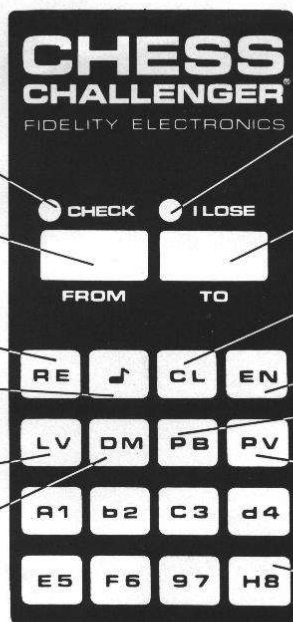 CHESS
CHALLENGER®
FIDELITY ELECTRONICS
CHECK I LOSE
FROM TO
RE CL EN
LV DM PB PV
A1 b2 C3 d4
E5 F6 g7 H8